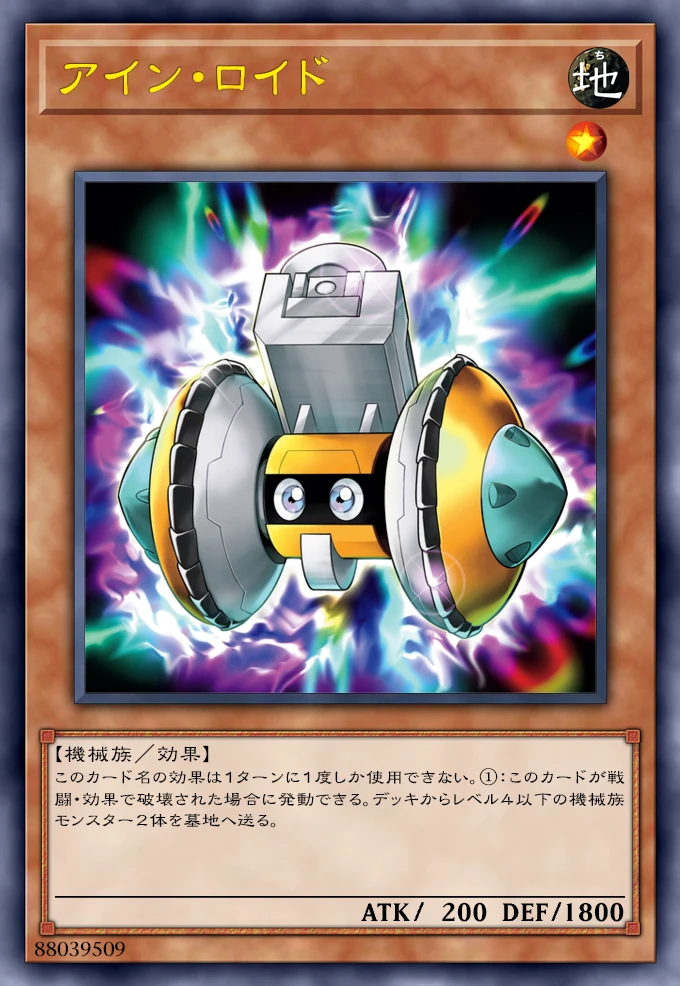 アイン・ロイド
ち
地
【機械族／効果】
このカード名の効果は１ターンに１度しか使用できない。①：このカードが戦
闘・効果で破壊された場合に発動できる。デッキからレベル４以下の機械族
モンスター２体を墓地へ送る。
ATK/ 200 DEF/1800
88039509